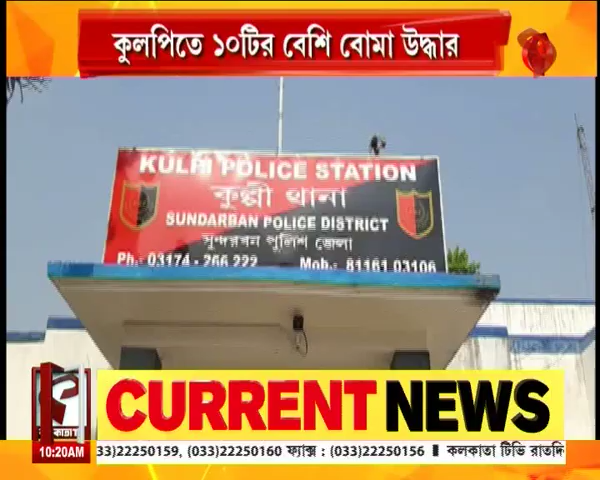 কুলপিতে ১০টির বেশি বোমা উদ্ধার
KULPI POLICE STATION
কুল্পী থানা
SUNDARBAN POLICE DISTRICT
সুন্দরবন পুলিশ জেলা
Ph.- 03174 - 266 222 Mob.- 81161 03106
CURRENT NEWS
10:20AM 33)22250159, (033)22250160 ফ্যাক্স : (033)22250156 কলকাতা টিভি রাতদি